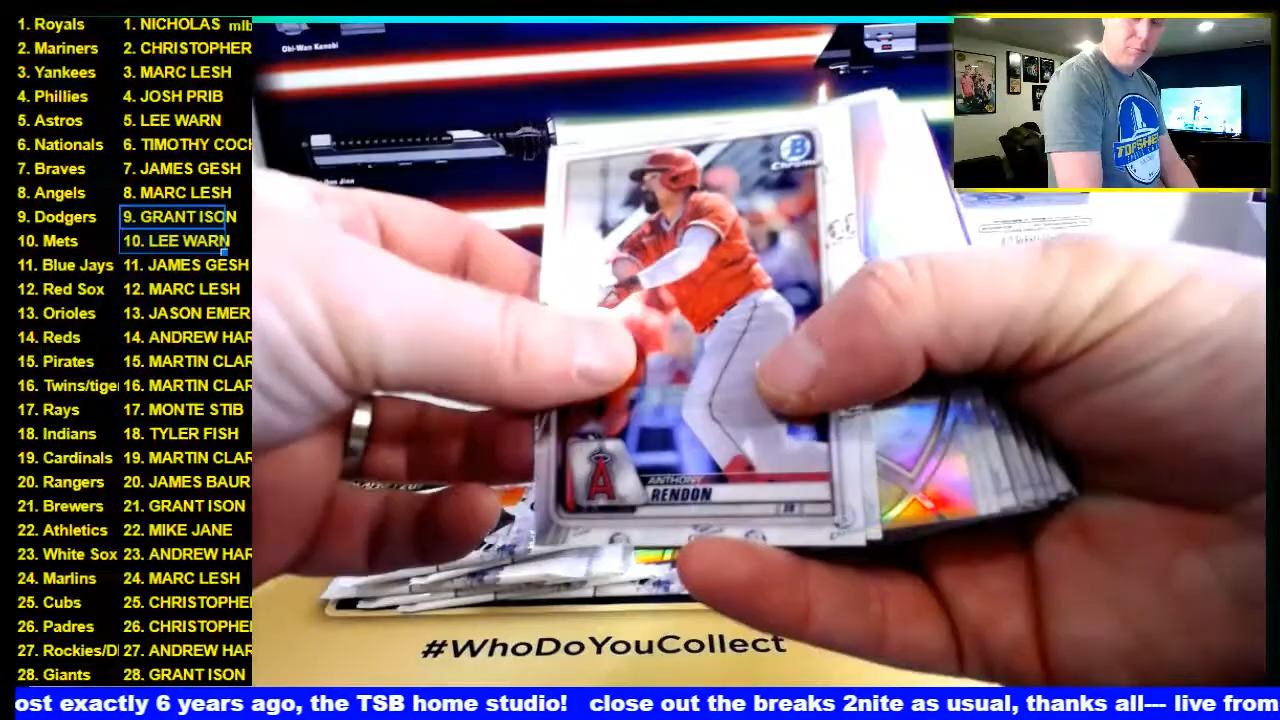 1. Royals 1. NICHOLAS mlb
2. Mariners 2. CHRISTOPHER
3. Yankees 3. MARC LESH
4. Phillies 4. JOSH PRIB
5. Astros 5. LEE WARN
6. Nationals 6. TIMOTHY COCH
7. Braves 7. JAMES GESH
8. Angels 8. MARC LESH
9. Dodgers 9. GRANT ISON
10. Mets 10. LEE WARN
11. Blue Jays 11. JAMES GESH
12. Red Sox 12. MARC LESH
13. Orioles 13. JASON EMER
14. Reds 14. ANDREW HAR
15. Pirates 15. MARTIN CLAR
16. Twins/tige 16. MARTIN CLAR
17. Rays 17. MONTE STIB
18. Indians 18. TYLER FISH
19. Cardinals 19. MARTIN CLAR
20. Rangers 20. JAMES BAUR
21. Brewers 21. GRANT ISON
22. Athletics 22. MIKE JANE
23. White Sox 23. ANDREW HAR
24. Marlins 24. MARC LESH
25. Cubs 25. CHRISTOPHE
26. Padres 26. CHRISTOPHE
27. Rockies/D 27. ANDREW HAR
28. Giants 28. GRANT ISON
Obi-Wan Kenobi
B
Chrome
A
ANTHONY
RENDON
3B
#WhoDoYouCollect
ost exactly 6 years ago, the TSB home studio! close out the breaks 2nite as usual, thanks all--- live from